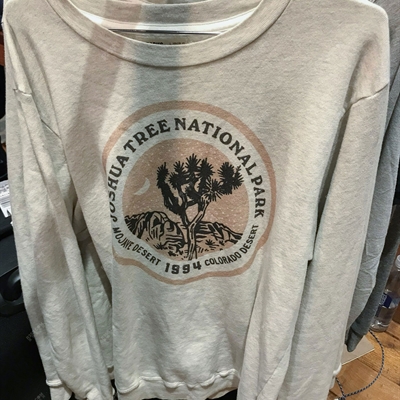 JOSHUA TREE NATIONAL PARK
MOJAVE DESERT 1994 COLORADO DESERT